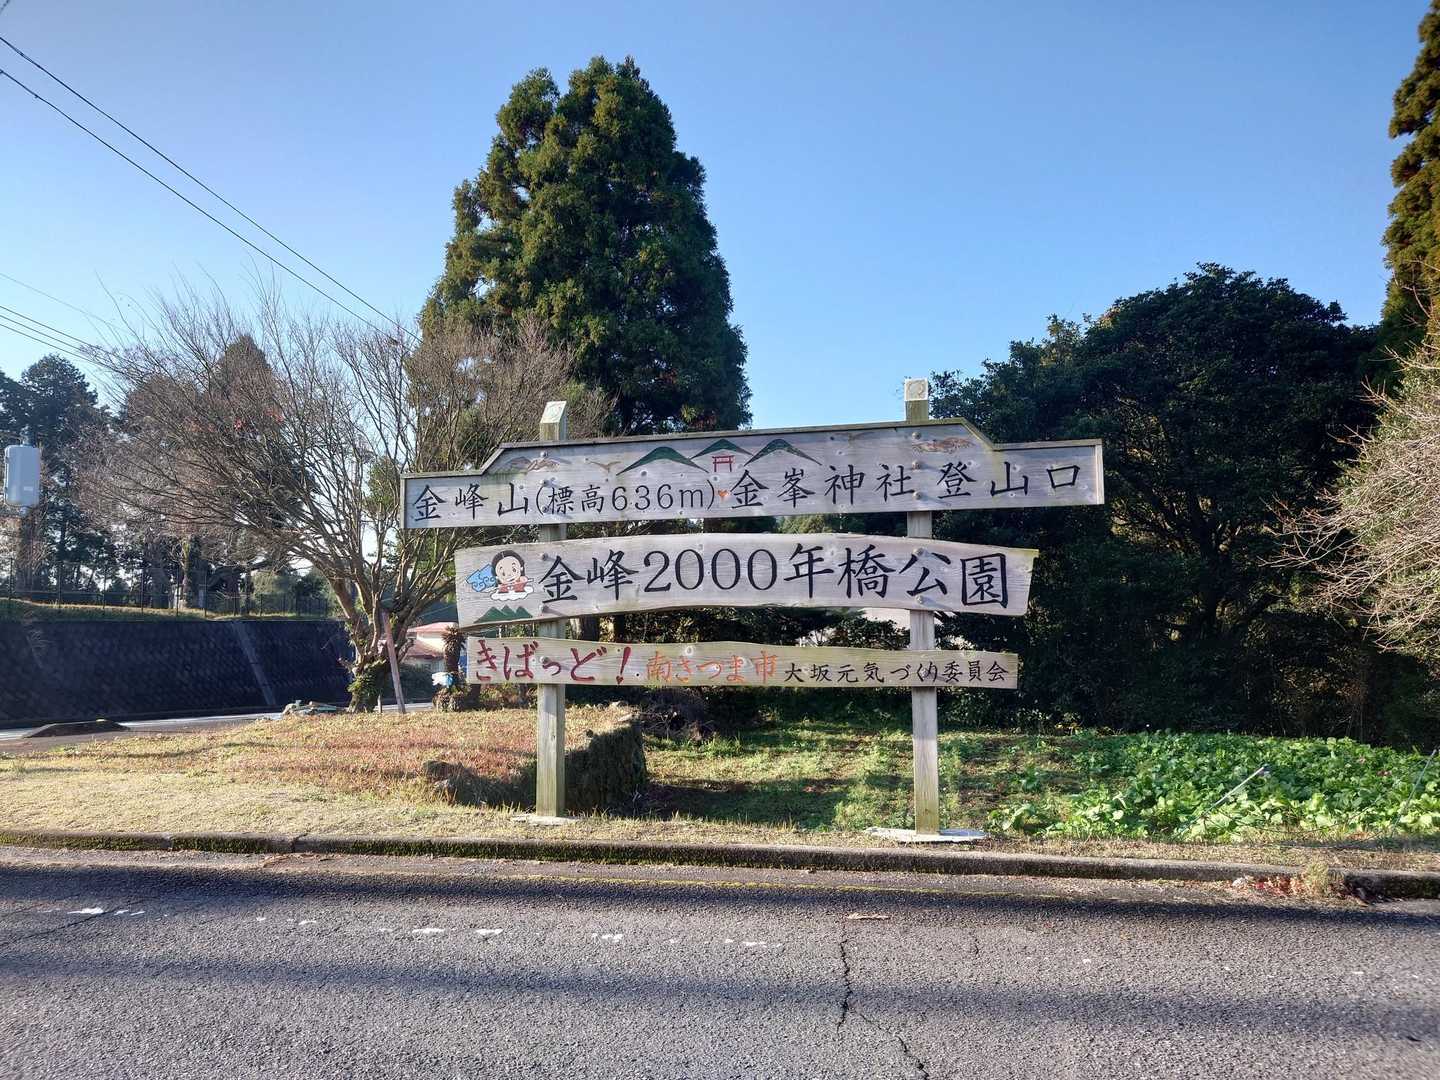 金峰山(標高636m)♥金峯神社登山口
金峰2000年橋公園
きばっど!南さつま市 大坂元気づくり委員会